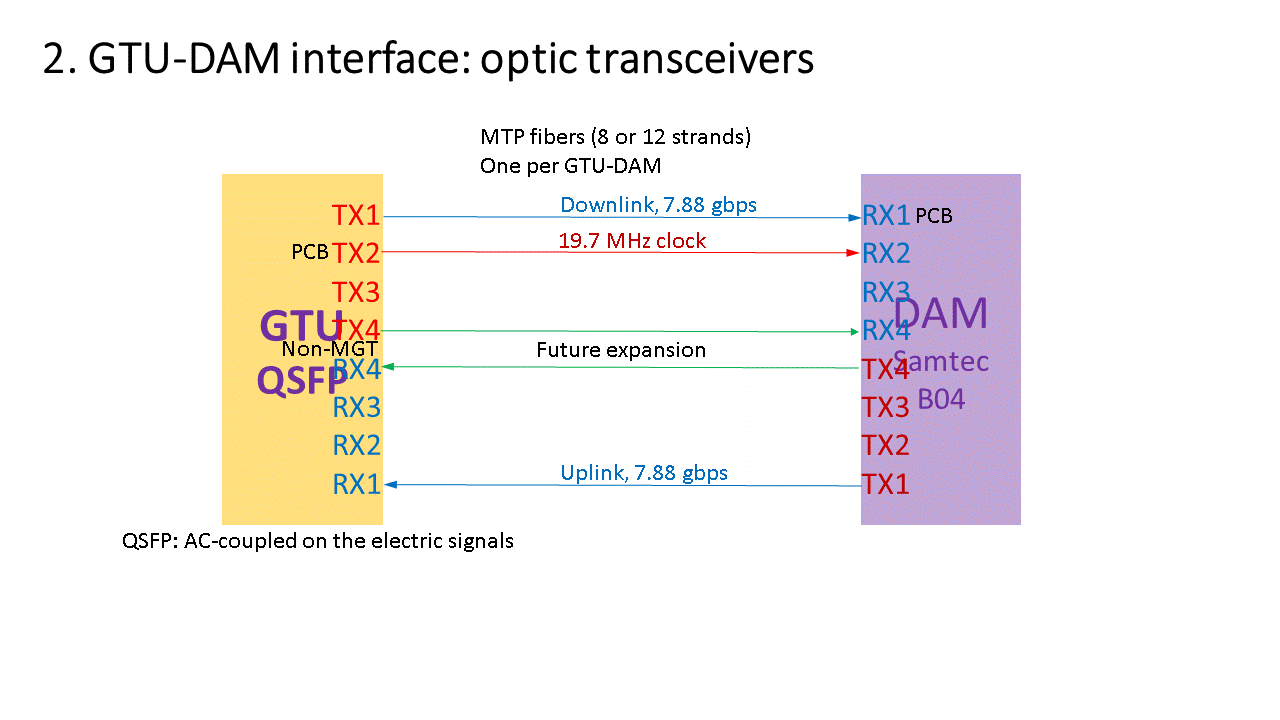 2. GTU-DAM interface: optic transceivers
MTP fibers (8 or 12 strands)
One per GTU-DAM
TX1
Downlink, 7.88 gbps
RX1
PCB
PCB
TX2
19.7 MHz clock
RX2
TX3
RX3
GTU
DAM
TX4
RX4
Non-MGT
Future expansion
QSFP
RX4
TX4
Samtec
RX3
TX3
B04
RX2
TX2
RX1
Uplink, 7.88 gbps
TX1
QSFP: AC-coupled on the electric signals